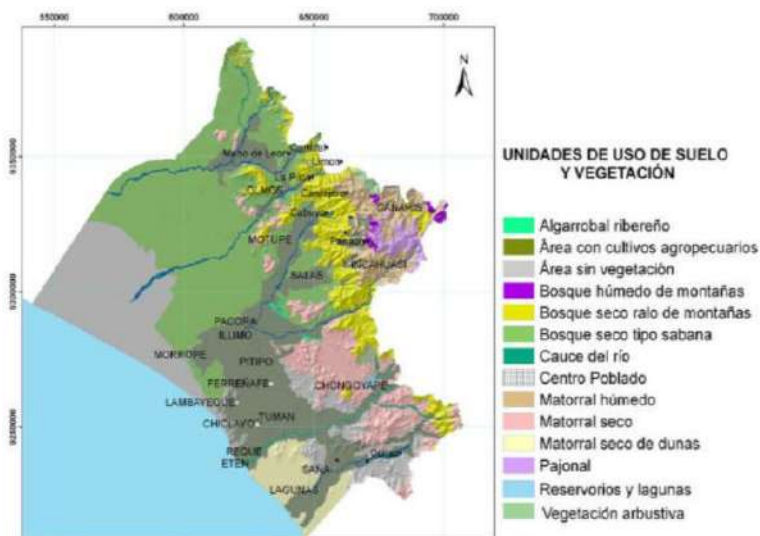 550000 600000 650000 700000
N
9350000
9300000
9250000
OLMOS
MOTUPE
SALAS
CAÑARIS
INCAHUASI
PACORA
ILLIMO
MORROPE
PITIPO
FERREÑAFE
CHONGOYAPE
LAMBAYEQUE
TUMAN
CHICLAYO
REQUE
ETEN
SAÑA
LAGUNAS
UNIDADES DE USO DE SUELO
Y VEGETACIÓN
Algarrobal ribereño
Área con cultivos agropecuarios
Área sin vegetación
Bosque húmedo de montañas
Bosque seco ralo de montañas
Bosque seco tipo sabana
Cauce del río
Centro Poblado
Matorral húmedo
Matorral seco
Matorral seco de dunas
Pajonal
Reservorios y lagunas
Vegetación arbustiva